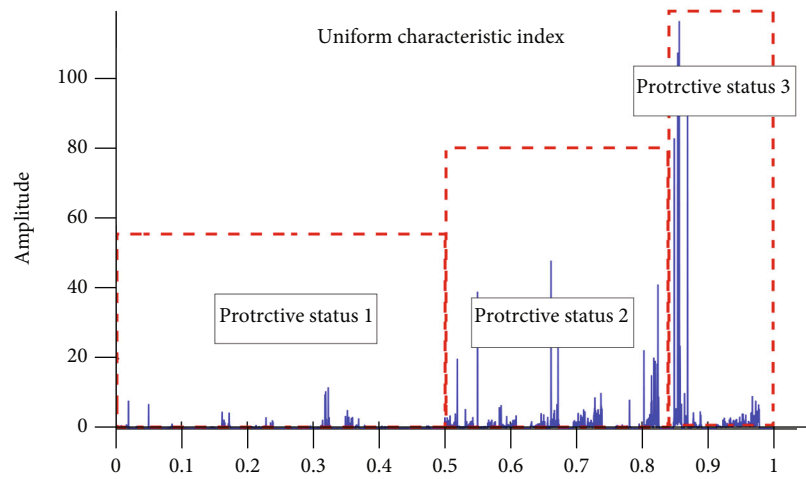 Uniform characteristic index
Protrctive status 3
Protrctive status 2
Protrctive status 1
Amplitude
100
80
60
40
20
0
0 0.1 0.2 0.3 0.4 0.5 0.6 0.7 0.8 0.9 1